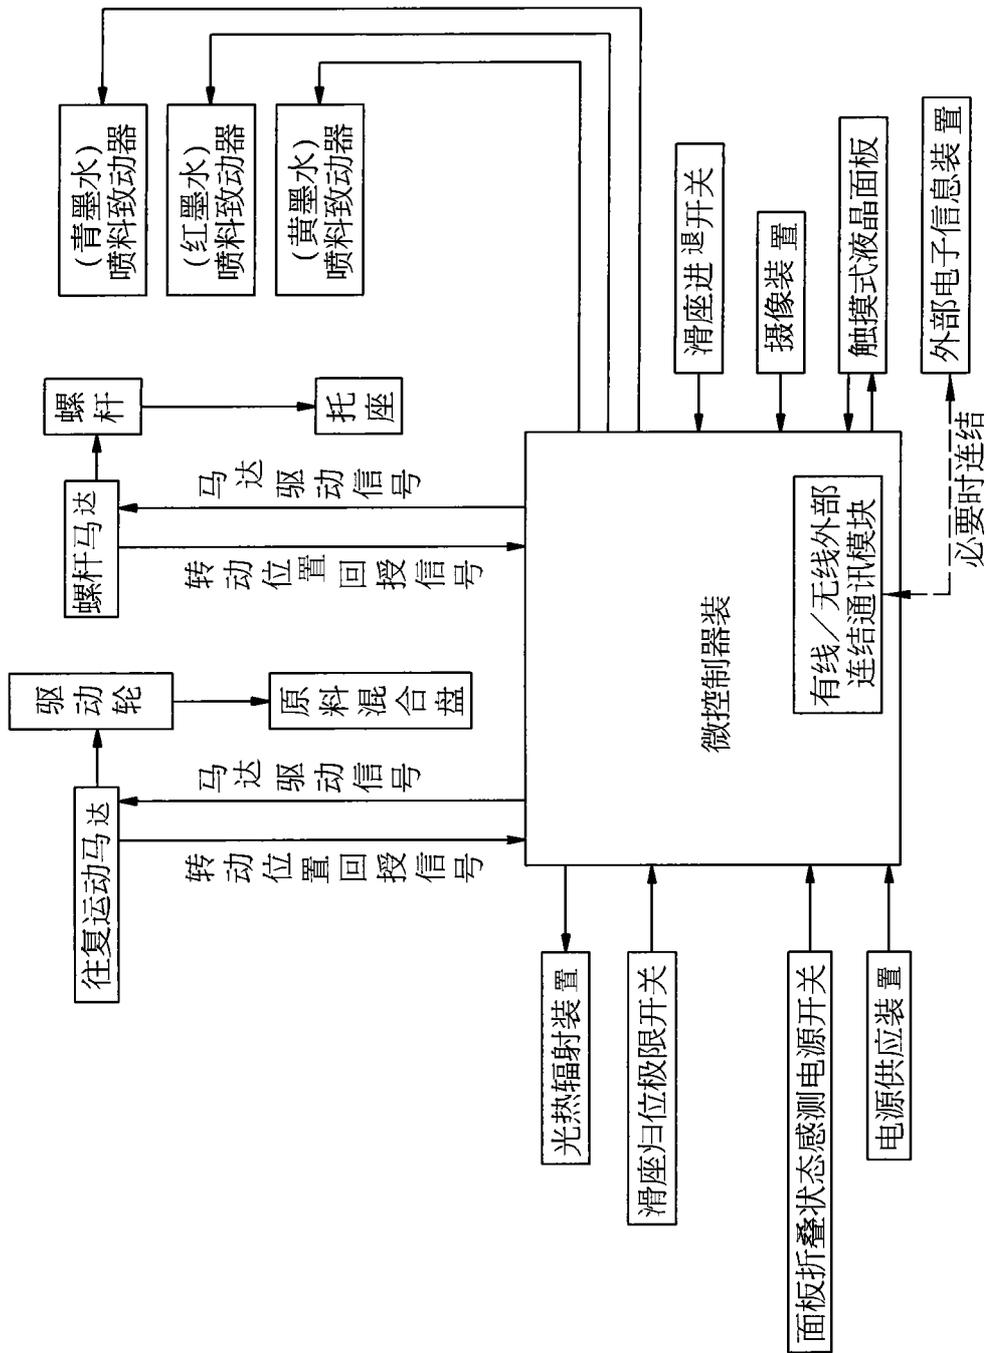 往复运动马达
驱动轮
原料混合盘
螺杆马达
螺杆
托座
(青墨水)
喷料致动器
(红墨水)
喷料致动器
(黄墨水)
喷料致动器
转动位置回授信号
马达驱动信号
转动位置回授信号
马达驱动信号
光热辐射装置
滑座归位极限开关
面板折叠状态感测电源开关
电源供应装置
微控制器装
有线／无线外部
连结通讯模块
滑座进退开关
摄像装置
触摸式液晶面板
外部电子信息装置
必要时连结